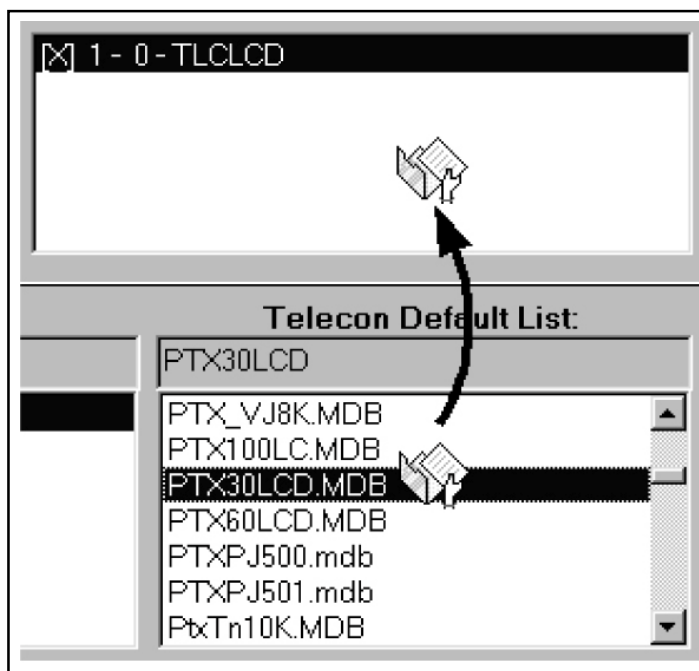 [X] 1 - 0 - TLCLCD
Telecon Default List:
PTX30LCD
PTX_VJ8K.MDB
PTX100LC.MDB
PTX30LCD.MDB
PTX60LCD.MDB
PTXPJ500.mdb
PTXPJ501.mdb
PtxTn10K.MDB